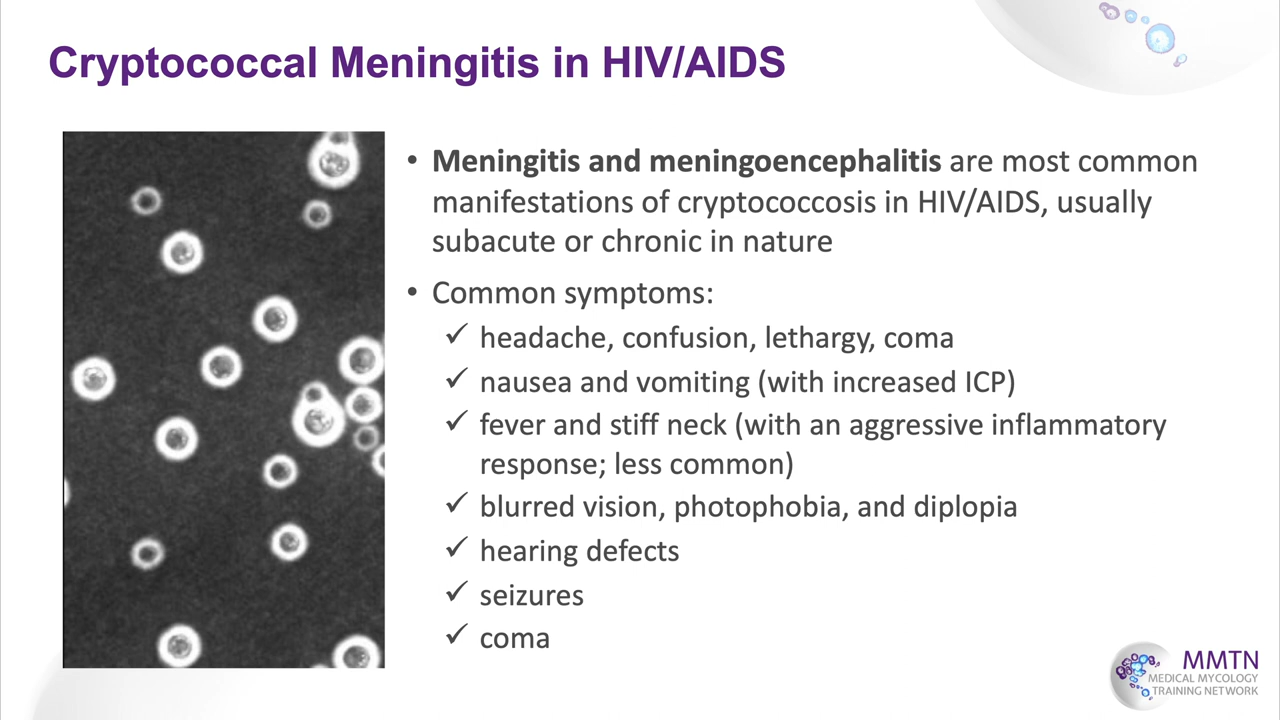 Cryptococcal Meningitis in HIV/AIDS
• Meningitis and meningoencephalitis are most common
manifestations of cryptococcosis in HIV/AIDS, usually
subacute or chronic in nature
• Common symptoms:
✓ headache, confusion, lethargy, coma
✓ nausea and vomiting (with increased ICP)
✓ fever and stiff neck (with an aggressive inflammatory
response; less common)
✓ blurred vision, photophobia, and diplopia
✓ hearing defects
✓ seizures
✓ coma
MMTN
MEDICAL MYCOLOGY
TRAINING NETWORK